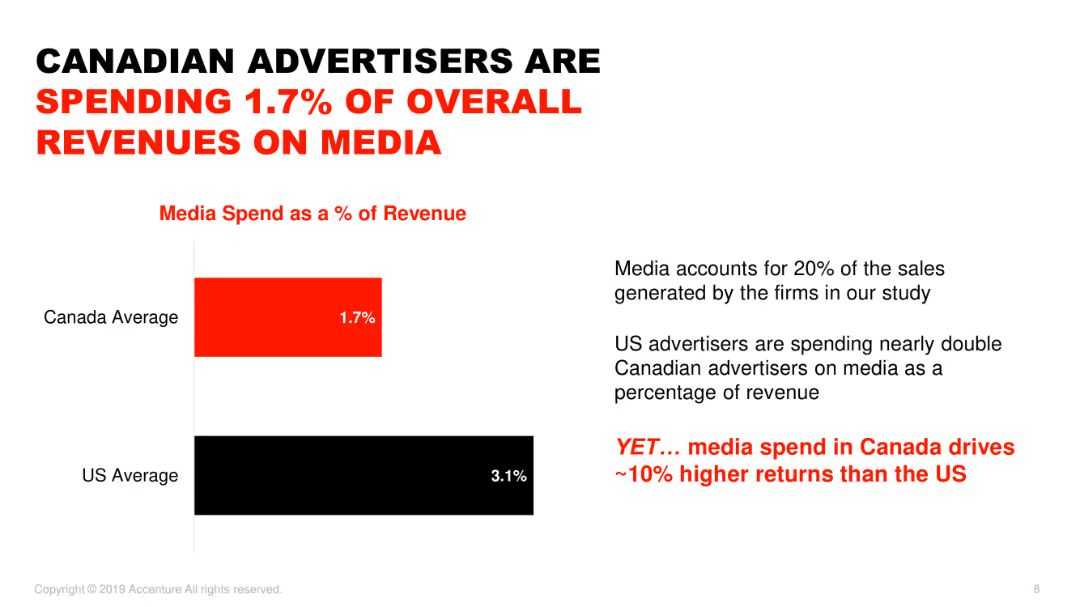 CANADIAN ADVERTISERS ARE
SPENDING 1.7% OF OVERALL
REVENUES ON MEDIA
Media Spend as a % of Revenue
Canada Average
1.7%
US Average
3.1%
Media accounts for 20% of the sales
generated by the firms in our study
US advertisers are spending nearly double
Canadian advertisers on media as a
percentage of revenue
YET… media spend in Canada drives
~10% higher returns than the US
Copyright © 2019 Accenture All rights reserved.
8